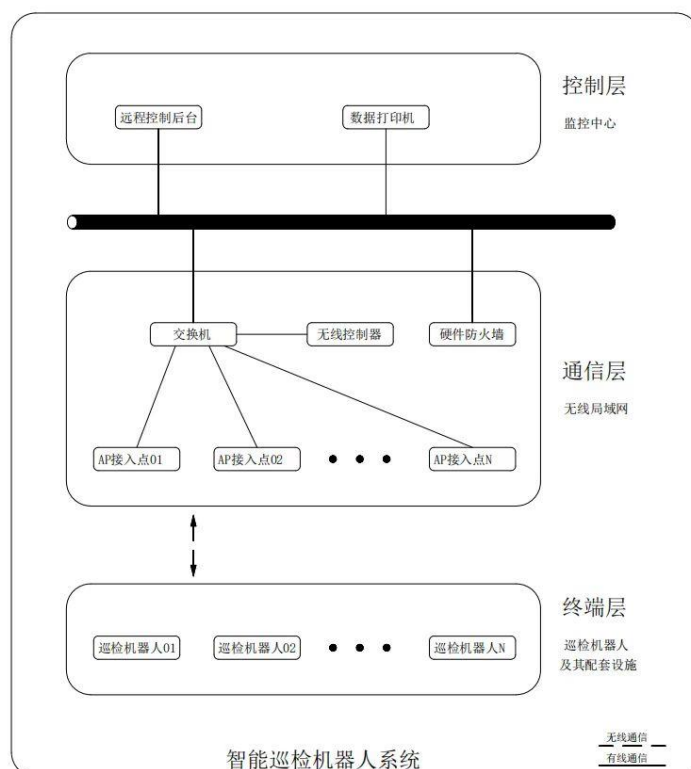 控制层
监控中心
远程控制后台
数据打印机
交换机
无线控制器
硬件防火墙
通信层
无线局域网
AP接入点01
AP接入点02
AP接入点N
终端层
巡检机器人01
巡检机器人02
巡检机器人N
巡检机器人
及其配套设施
智能巡检机器人系统
无线通信
有线通信